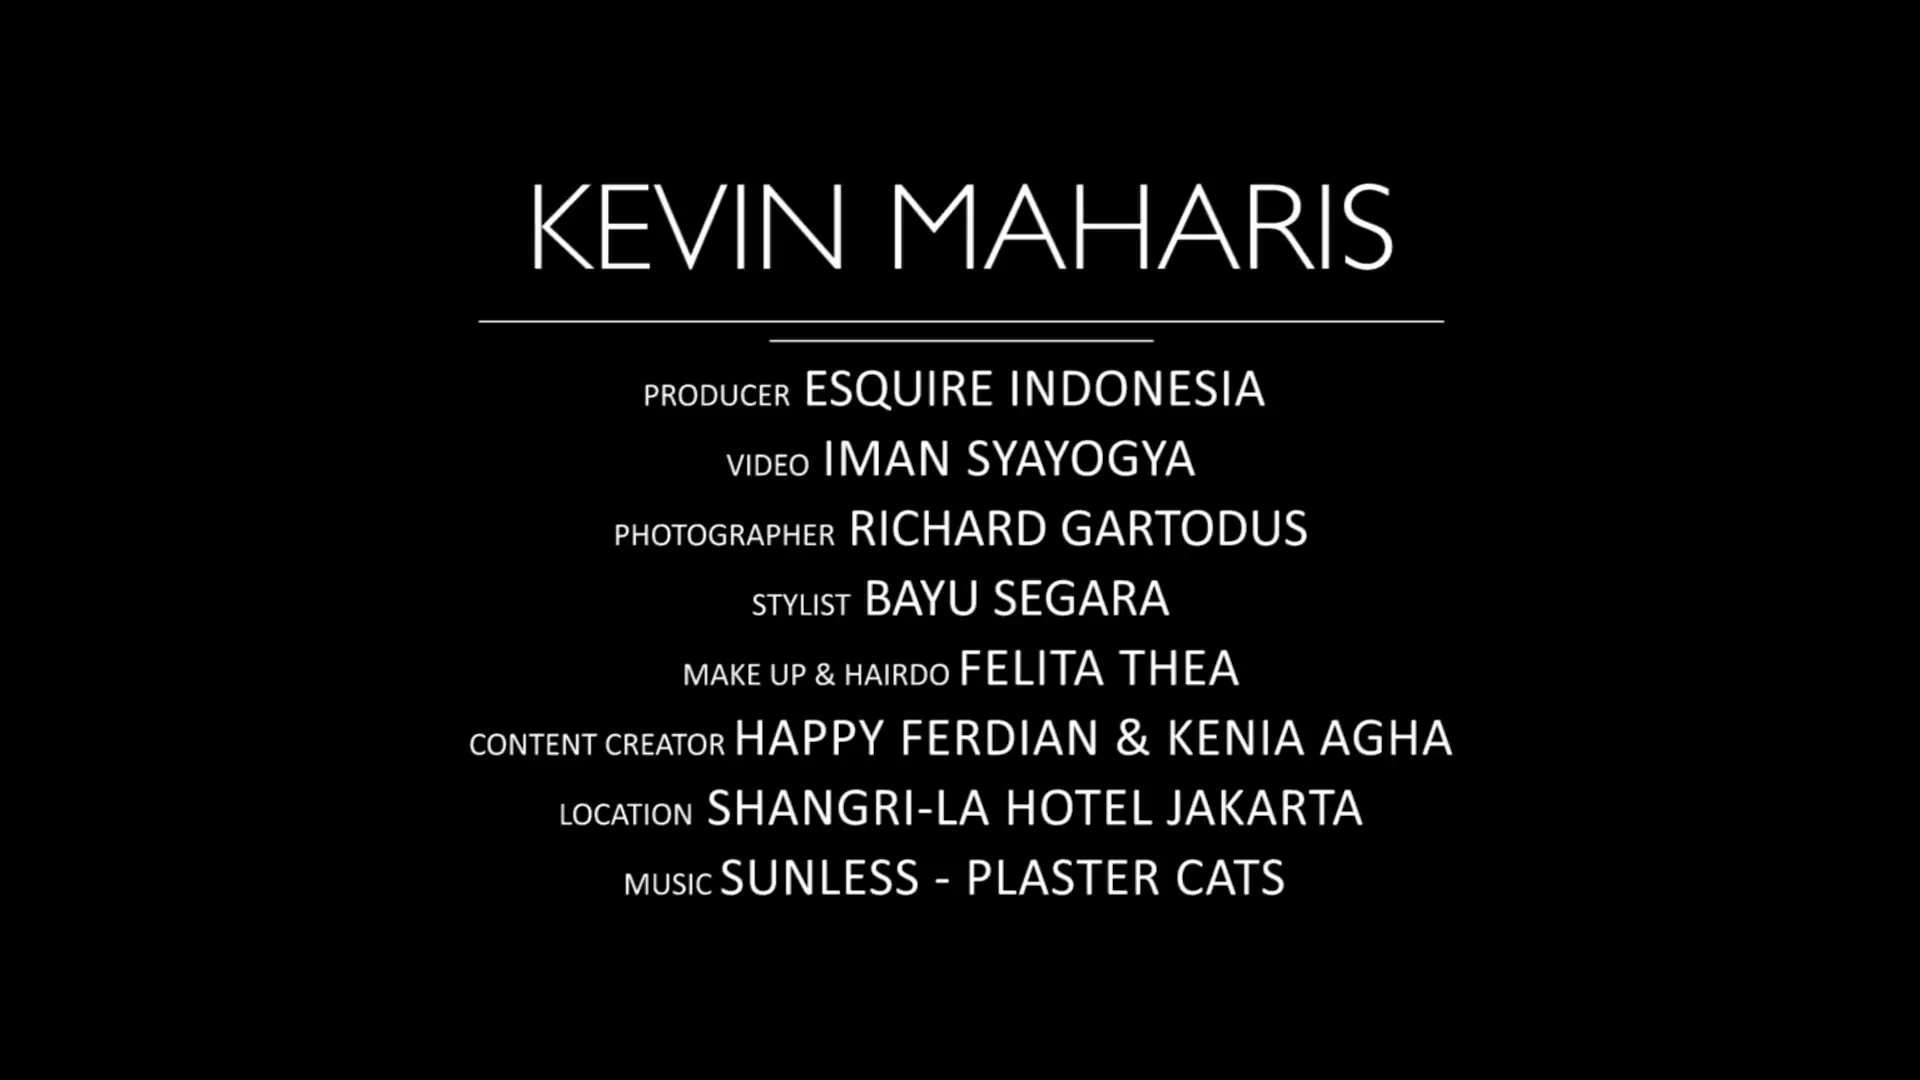 KEVIN MAHARIS
PRODUCER ESQUIRE INDONESIA
VIDEO IMAN SYAYOGYA
PHOTOGRAPHER RICHARD GARTODUS
STYLIST BAYU SEGARA
MAKE UP & HAIRDO FELITA THEA
CONTENT CREATOR HAPPY FERDIAN & KENIA AGHA
LOCATION SHANGRI-LA HOTEL JAKARTA
MUSIC SUNLESS - PLASTER CATS